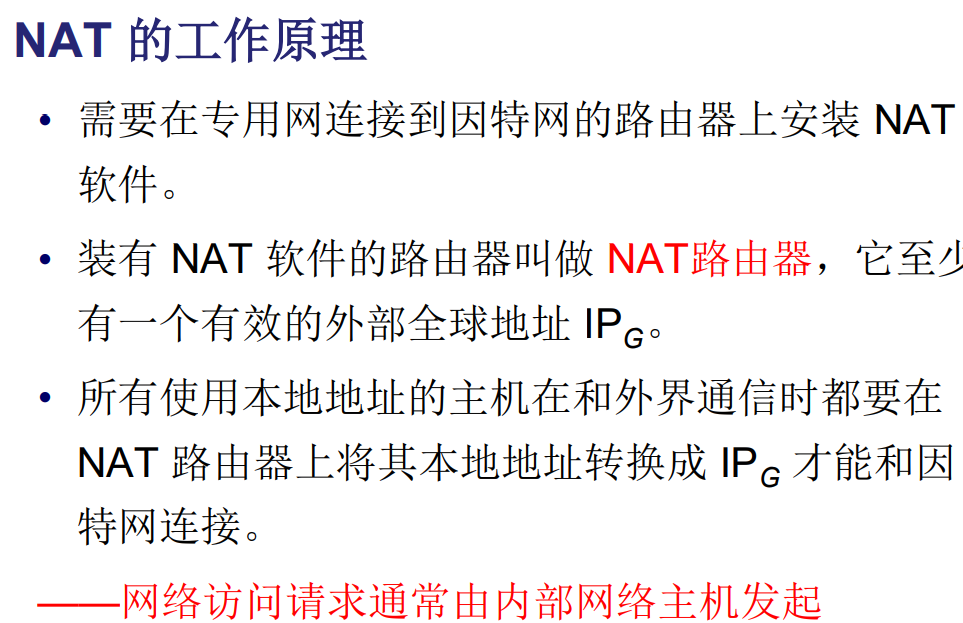 NAT 的工作原理
• 需要在专用网连接到因特网的路由器上安装 NAT
软件。
• 装有 NAT 软件的路由器叫做 NAT路由器，它至少
有一个有效的外部全球地址 IPG。
• 所有使用本地地址的主机在和外界通信时都要在
NAT 路由器上将其本地地址转换成 IPG 才能和因
特网连接。
——网络访问请求通常由内部网络主机发起